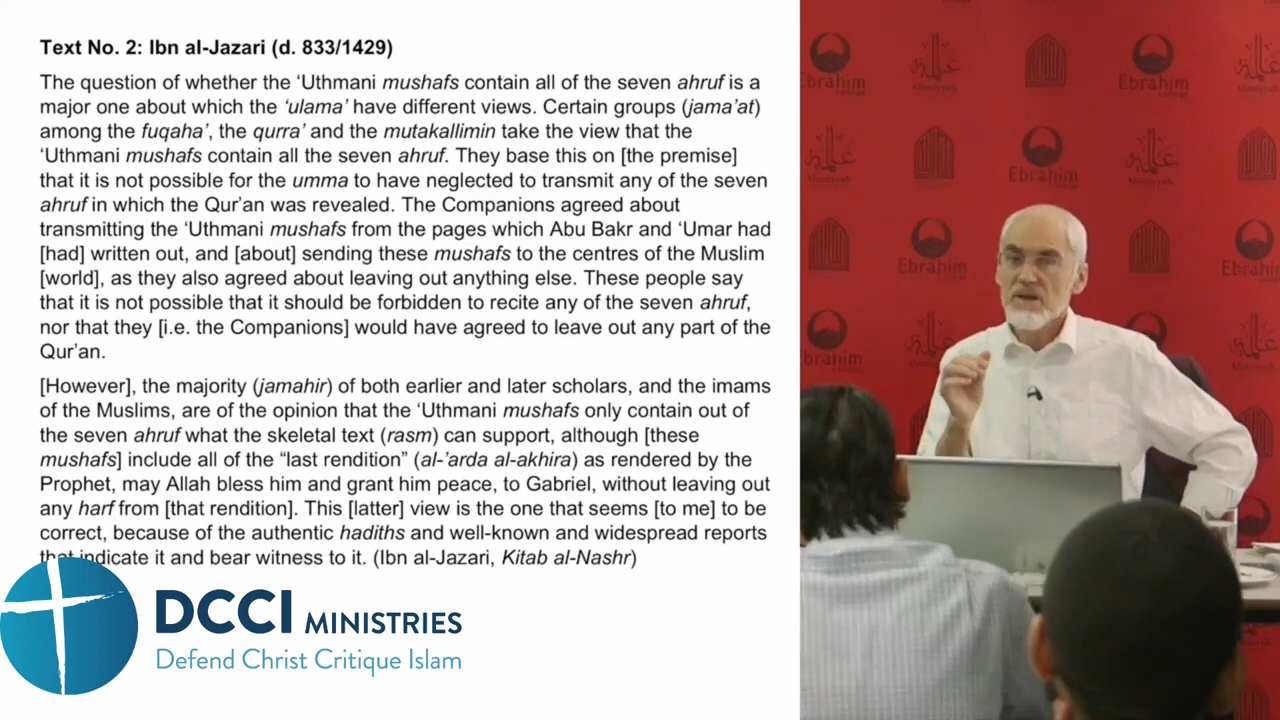 Text No. 2: Ibn al-Jazari (d. 833/1429)
The question of whether the ‘Uthmani mushafs contain all of the seven ahruf is a
major one about which the ‘ulama’ have different views. Certain groups (jama’at)
among the fuqaha’, the qurra’ and the mutakallimin take the view that the
‘Uthmani mushafs contain all the seven ahruf. They base this on [the premise]
that it is not possible for the umma to have neglected to transmit any of the seven
ahruf in which the Qur’an was revealed. The Companions agreed about
transmitting the ‘Uthmani mushafs from the pages which Abu Bakr and ‘Umar had
[had] written out, and [about] sending these mushafs to the centres of the Muslim
[world], as they also agreed about leaving out anything else. These people say
that it is not possible that it should be forbidden to recite any of the seven ahruf,
nor that they [i.e. the Companions] would have agreed to leave out any part of the
Qur’an.
[However], the majority (jamahir) of both earlier and later scholars, and the imams
of the Muslims, are of the opinion that the ‘Uthmani mushafs only contain out of
the seven ahruf what the skeletal text (rasm) can support, although [these
mushafs] include all of the “last rendition” (al-’arda al-akhira) as rendered by the
Prophet, may Allah bless him and grant him peace, to Gabriel, without leaving out
any harf from [that rendition]. This [latter] view is the one that seems [to me] to be
correct, because of the authentic hadiths and well-known and widespread reports
that indicate it and bear witness to it. (Ibn al-Jazari, Kitab al-Nashr)
DCCI MINISTRIES
Defend Christ Critique Islam
Ebrahim
college
Alimiyyah
Ebrahim
college
Alimiyyah
Ebrahim
college
Alimiyyah
Ebrahim
college
Ebrahim
Ebrahim